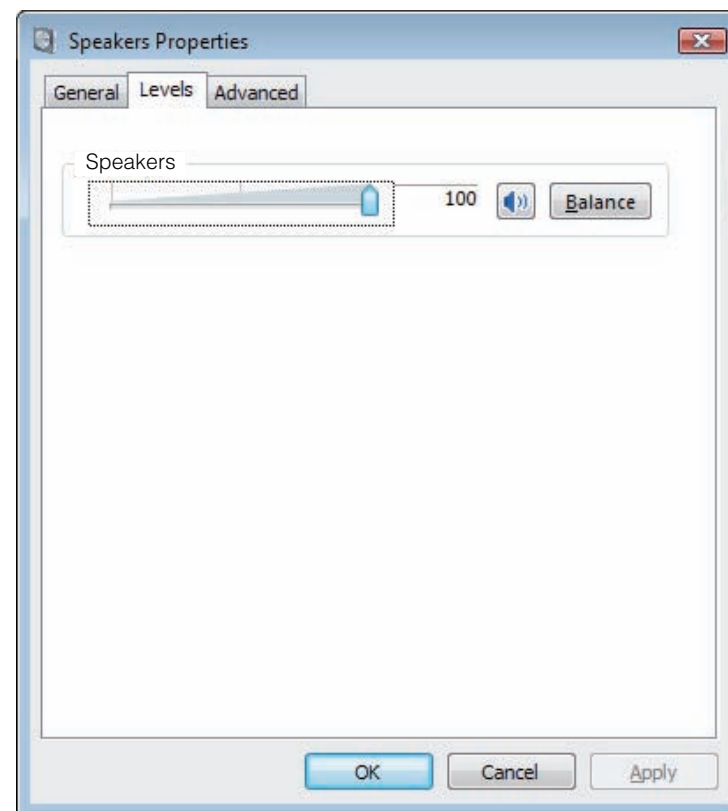 Speakers Properties
General Levels Advanced
Speakers
100 Balance
OK Cancel Apply